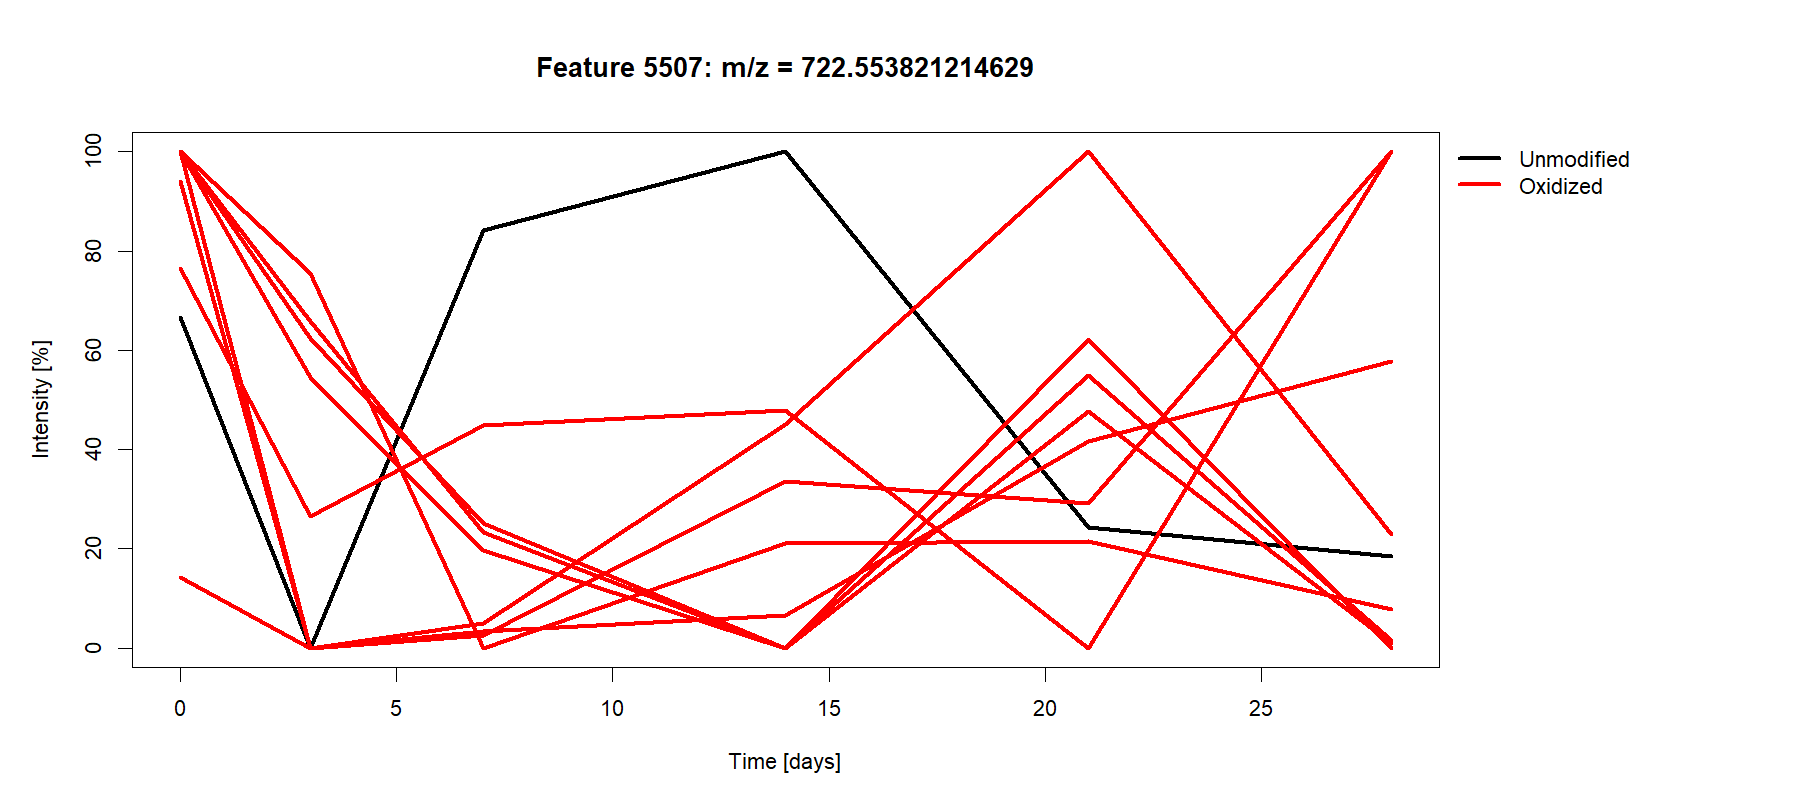 Feature 5507: m/z = 722.553821214629
Unmodified
Oxidized
100
80
60
40
20
0
Intensity [%]
0 5 10 15 20 25
Time [days]